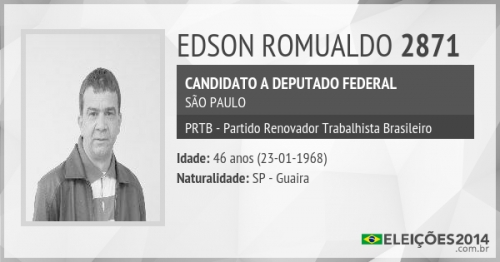 EDSON ROMUALDO 2871
CANDIDATO A DEPUTADO FEDERAL
SÃO PAULO
PRTB - Partido Renovador Trabalhista Brasileiro
Idade: 46 anos (23-01-1968)
Naturalidade: SP - Guaira
ELEIÇÕES2014
.com.br